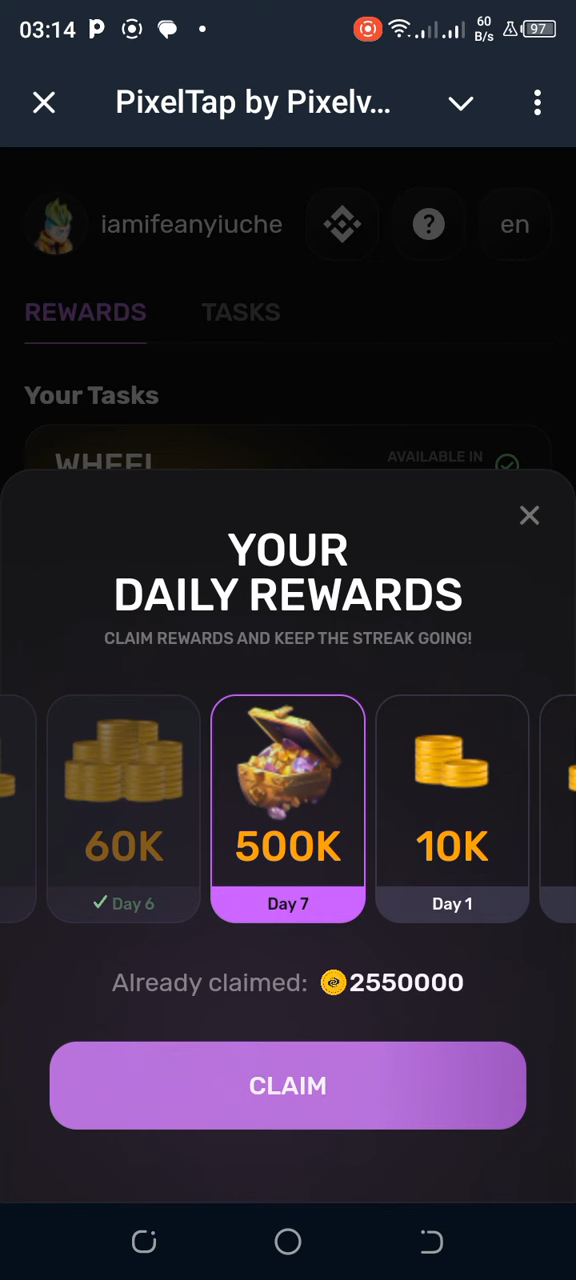 03:14
60
B/s
97
PixelTap by Pixelv...
iamifeanyiuche
en
REWARDS TASKS
Your Tasks
WHEEL
AVAILABLE IN
YOUR
DAILY REWARDS
CLAIM REWARDS AND KEEP THE STREAK GOING!
60K 500K 10K
Day 6 Day 7 Day 1
Already claimed: 2550000
CLAIM